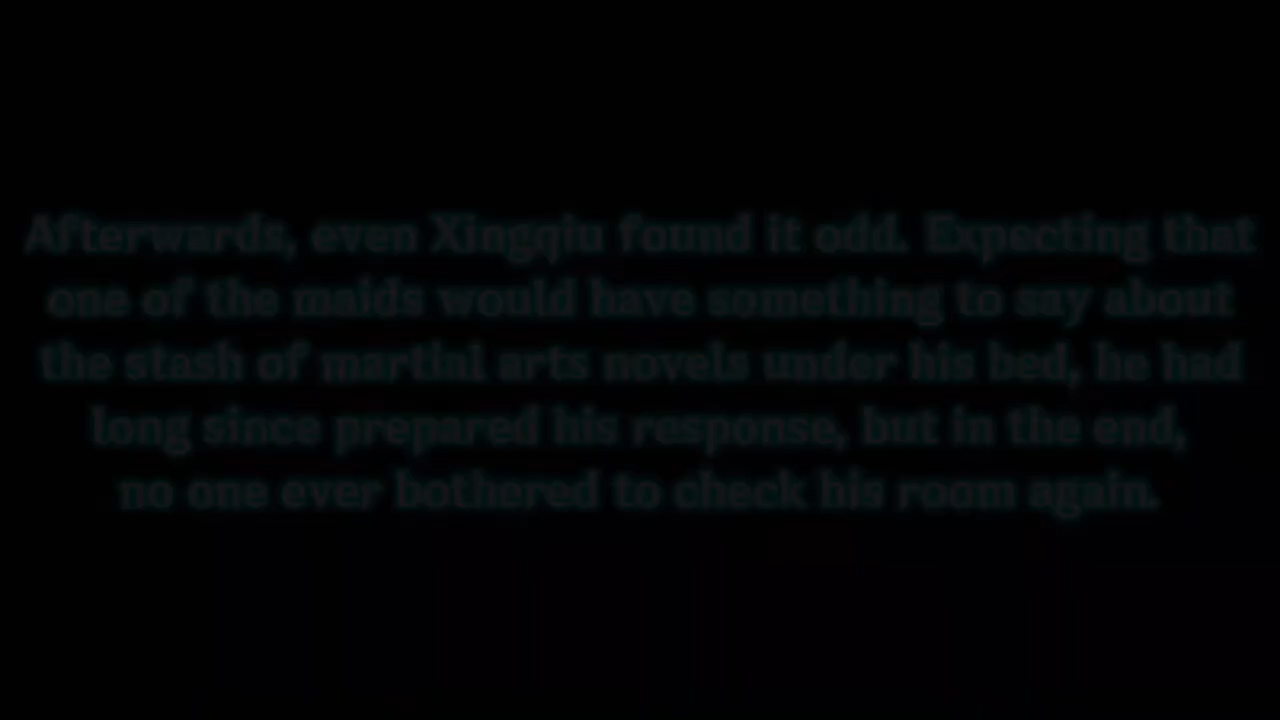 Afterwards, even Xingqiu found it odd. Expecting that
one of the maids would have something to say about
the stash of martial arts novels under his bed, he had
long since prepared his response, but in the end,
no one ever bothered to check his room again.